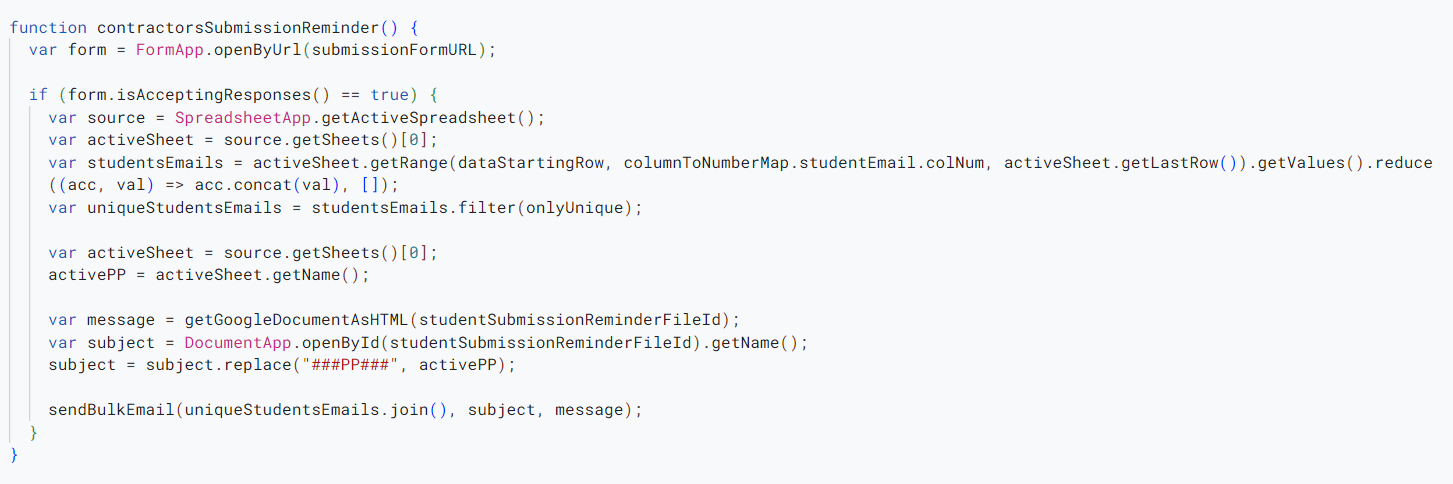 function contractorsSubmissionReminder() {
var form = FormApp.openByUrl(submissionFormURL);
if (form.isAcceptingResponses() == true) {
var source = SpreadsheetApp.getActiveSpreadsheet();
var activeSheet = source.getSheets()[0];
var studentsEmails = activeSheet.getRange(dataStartingRow, columnToNumberMap.studentEmail.colNum, activeSheet.getLastRow()).getValues().reduce
((acc, val) => acc.concat(val), []);
var uniqueStudentsEmails = studentsEmails.filter(onlyUnique);
var activeSheet = source.getSheets()[0];
activePP = activeSheet.getName();
var message = getGoogleDocumentAsHTML(studentSubmissionReminderFileId);
var subject = DocumentApp.openById(studentSubmissionReminderFileId).getName();
subject = subject.replace("###PP###", activePP);
sendBulkEmail(uniqueStudentsEmails.join(), subject, message);
}
}